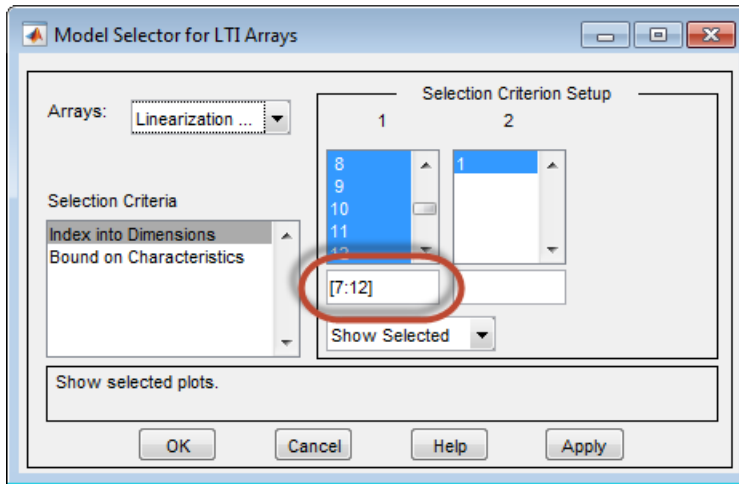 Model Selector for LTI Arrays
Arrays:
Linearization ...
Selection Criteria
Index into Dimensions
Bound on Characteristics
Selection Criterion Setup
1 2
8
9
10
11
12
1
[7:12]
Show Selected
Show selected plots.
OK Cancel Help Apply